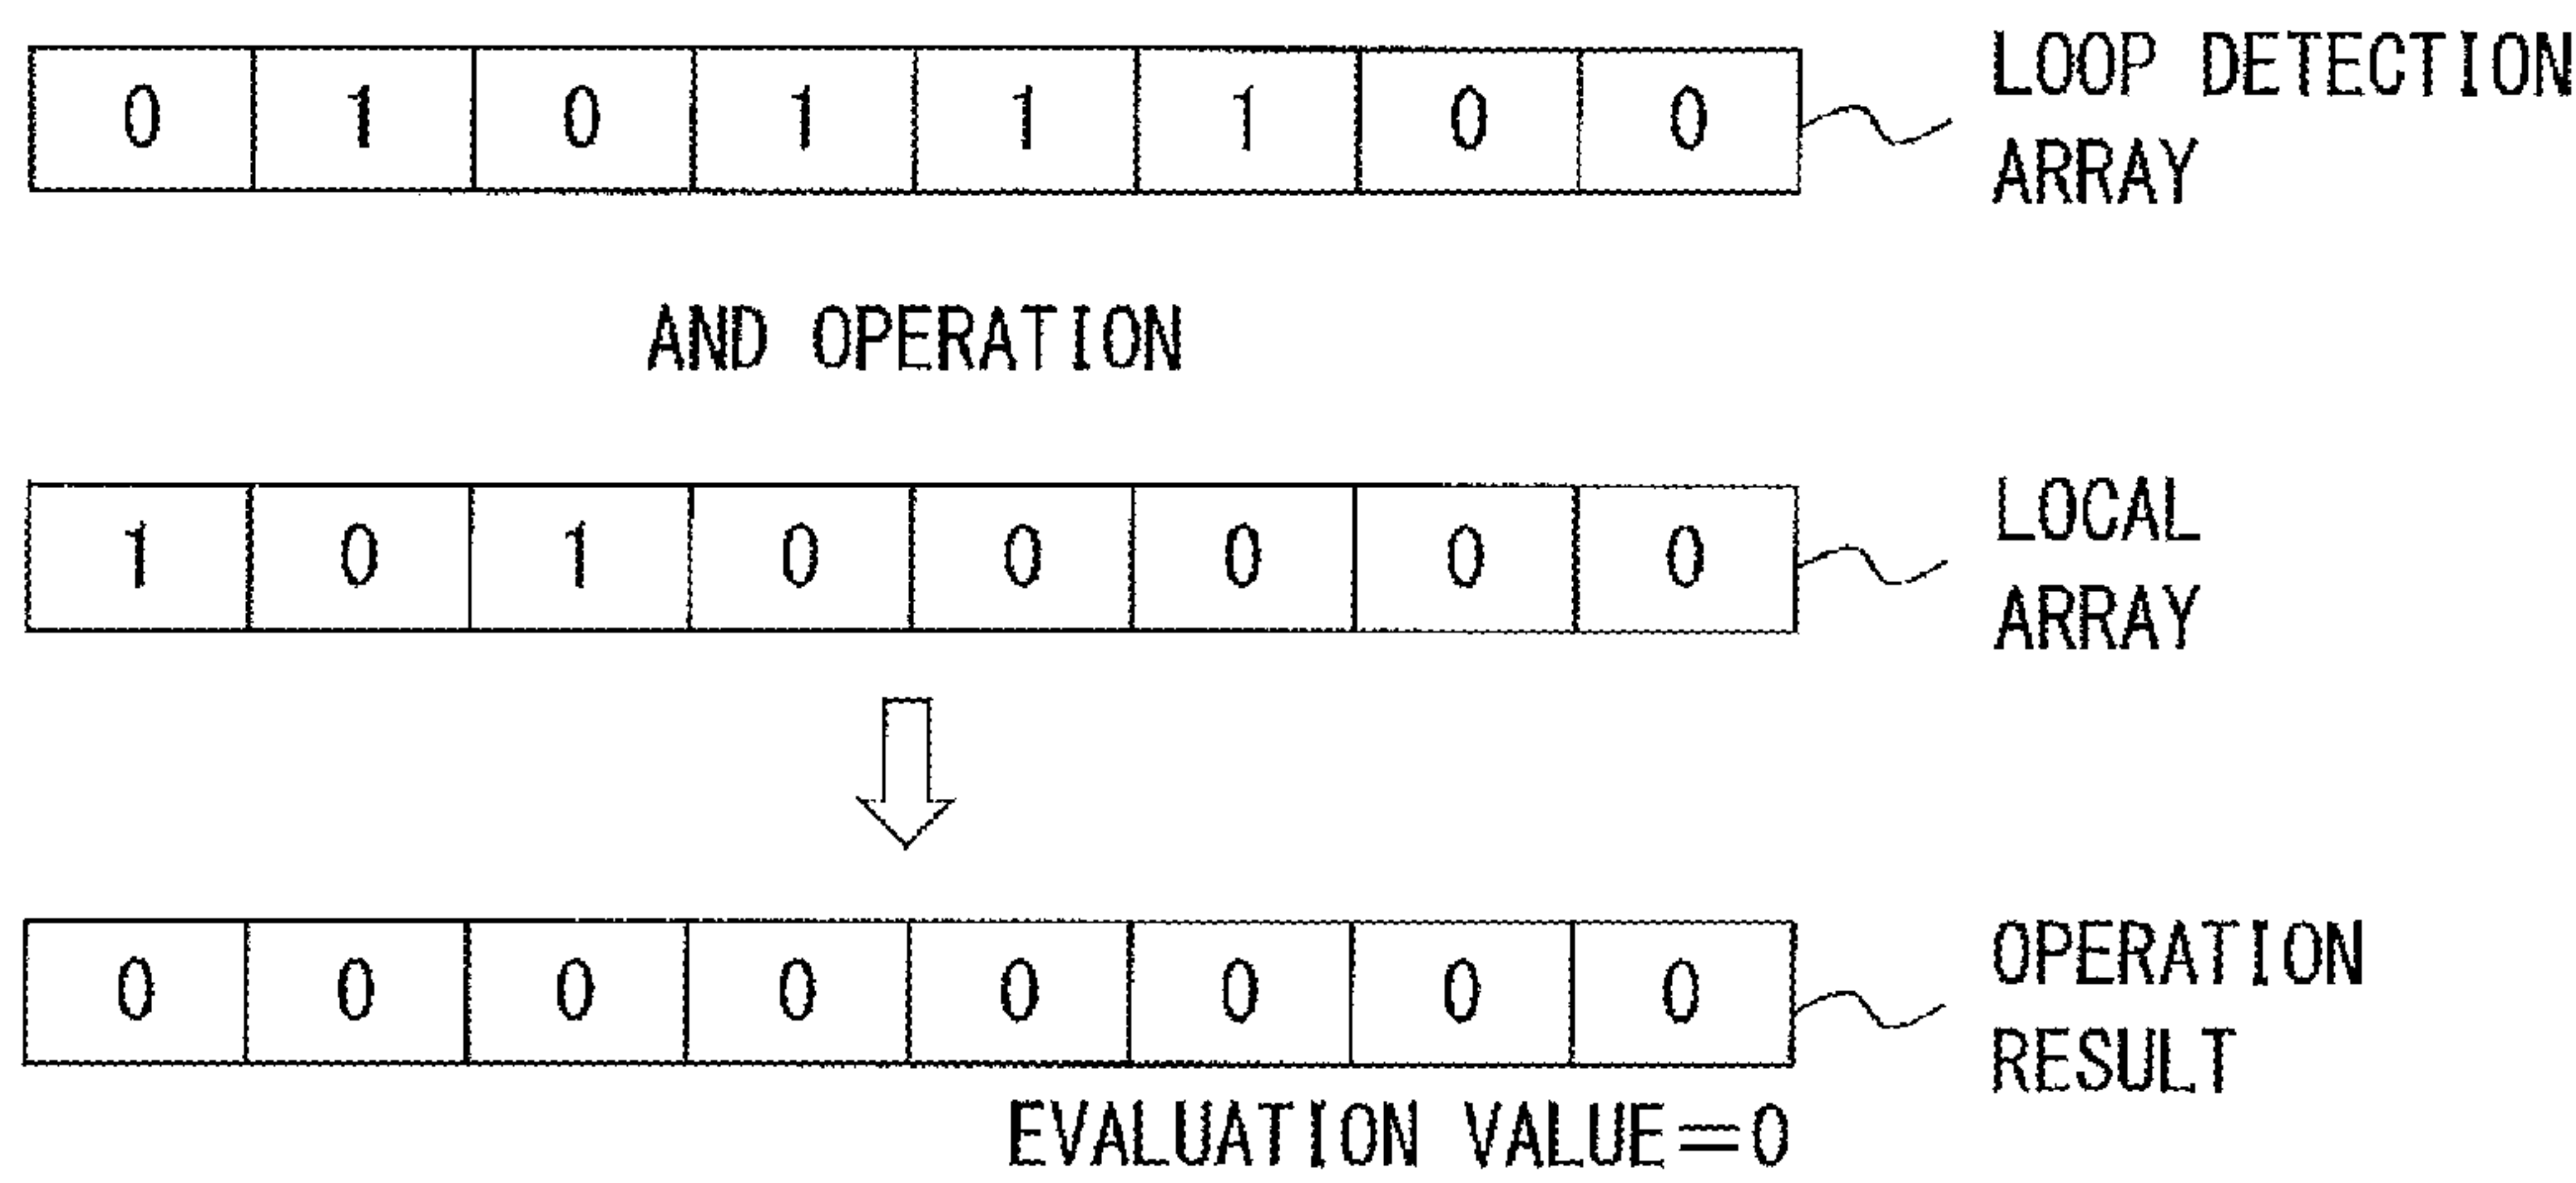 0 1 0 1 1 1 0 0
LOOP DETECTION
ARRAY
AND OPERATION
1 0 1 0 0 0 0 0
LOCAL
ARRAY
0 0 0 0 0 0 0 0
OPERATION
RESULT
EVALUATION VALUE=0